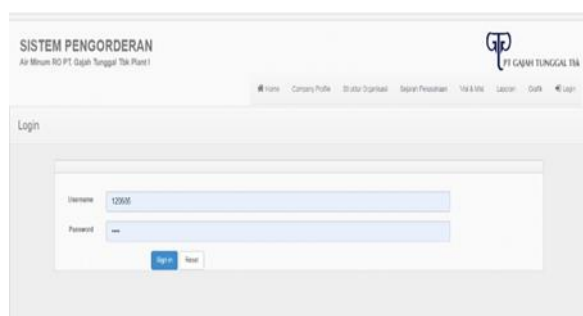 SISTEM PENGORDERAN
Air Minum RO PT. Gajah Tunggal Tbk Plant I
PT GAJAH TUNGGAL Tbk
Home Company Profile Struktur Organisasi Sejarah Perusahaan Visi & Misi Laporan Grafik Login
Login
Username
Password ••••
Sign in Reset